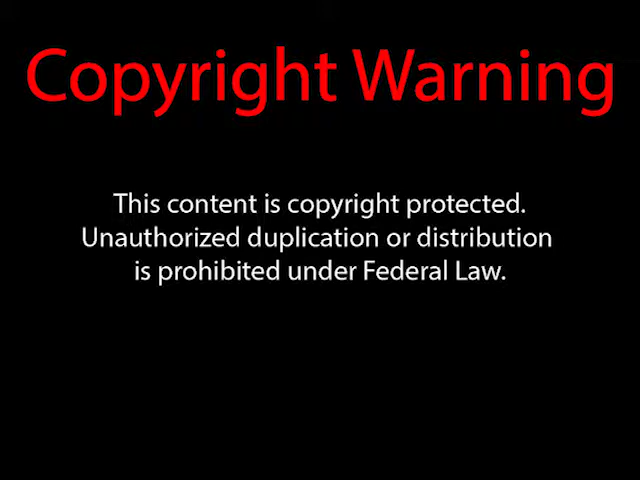 Copyright Warning
This content is copyright protected.
Unauthorized duplication or distribution
is prohibited under Federal Law.